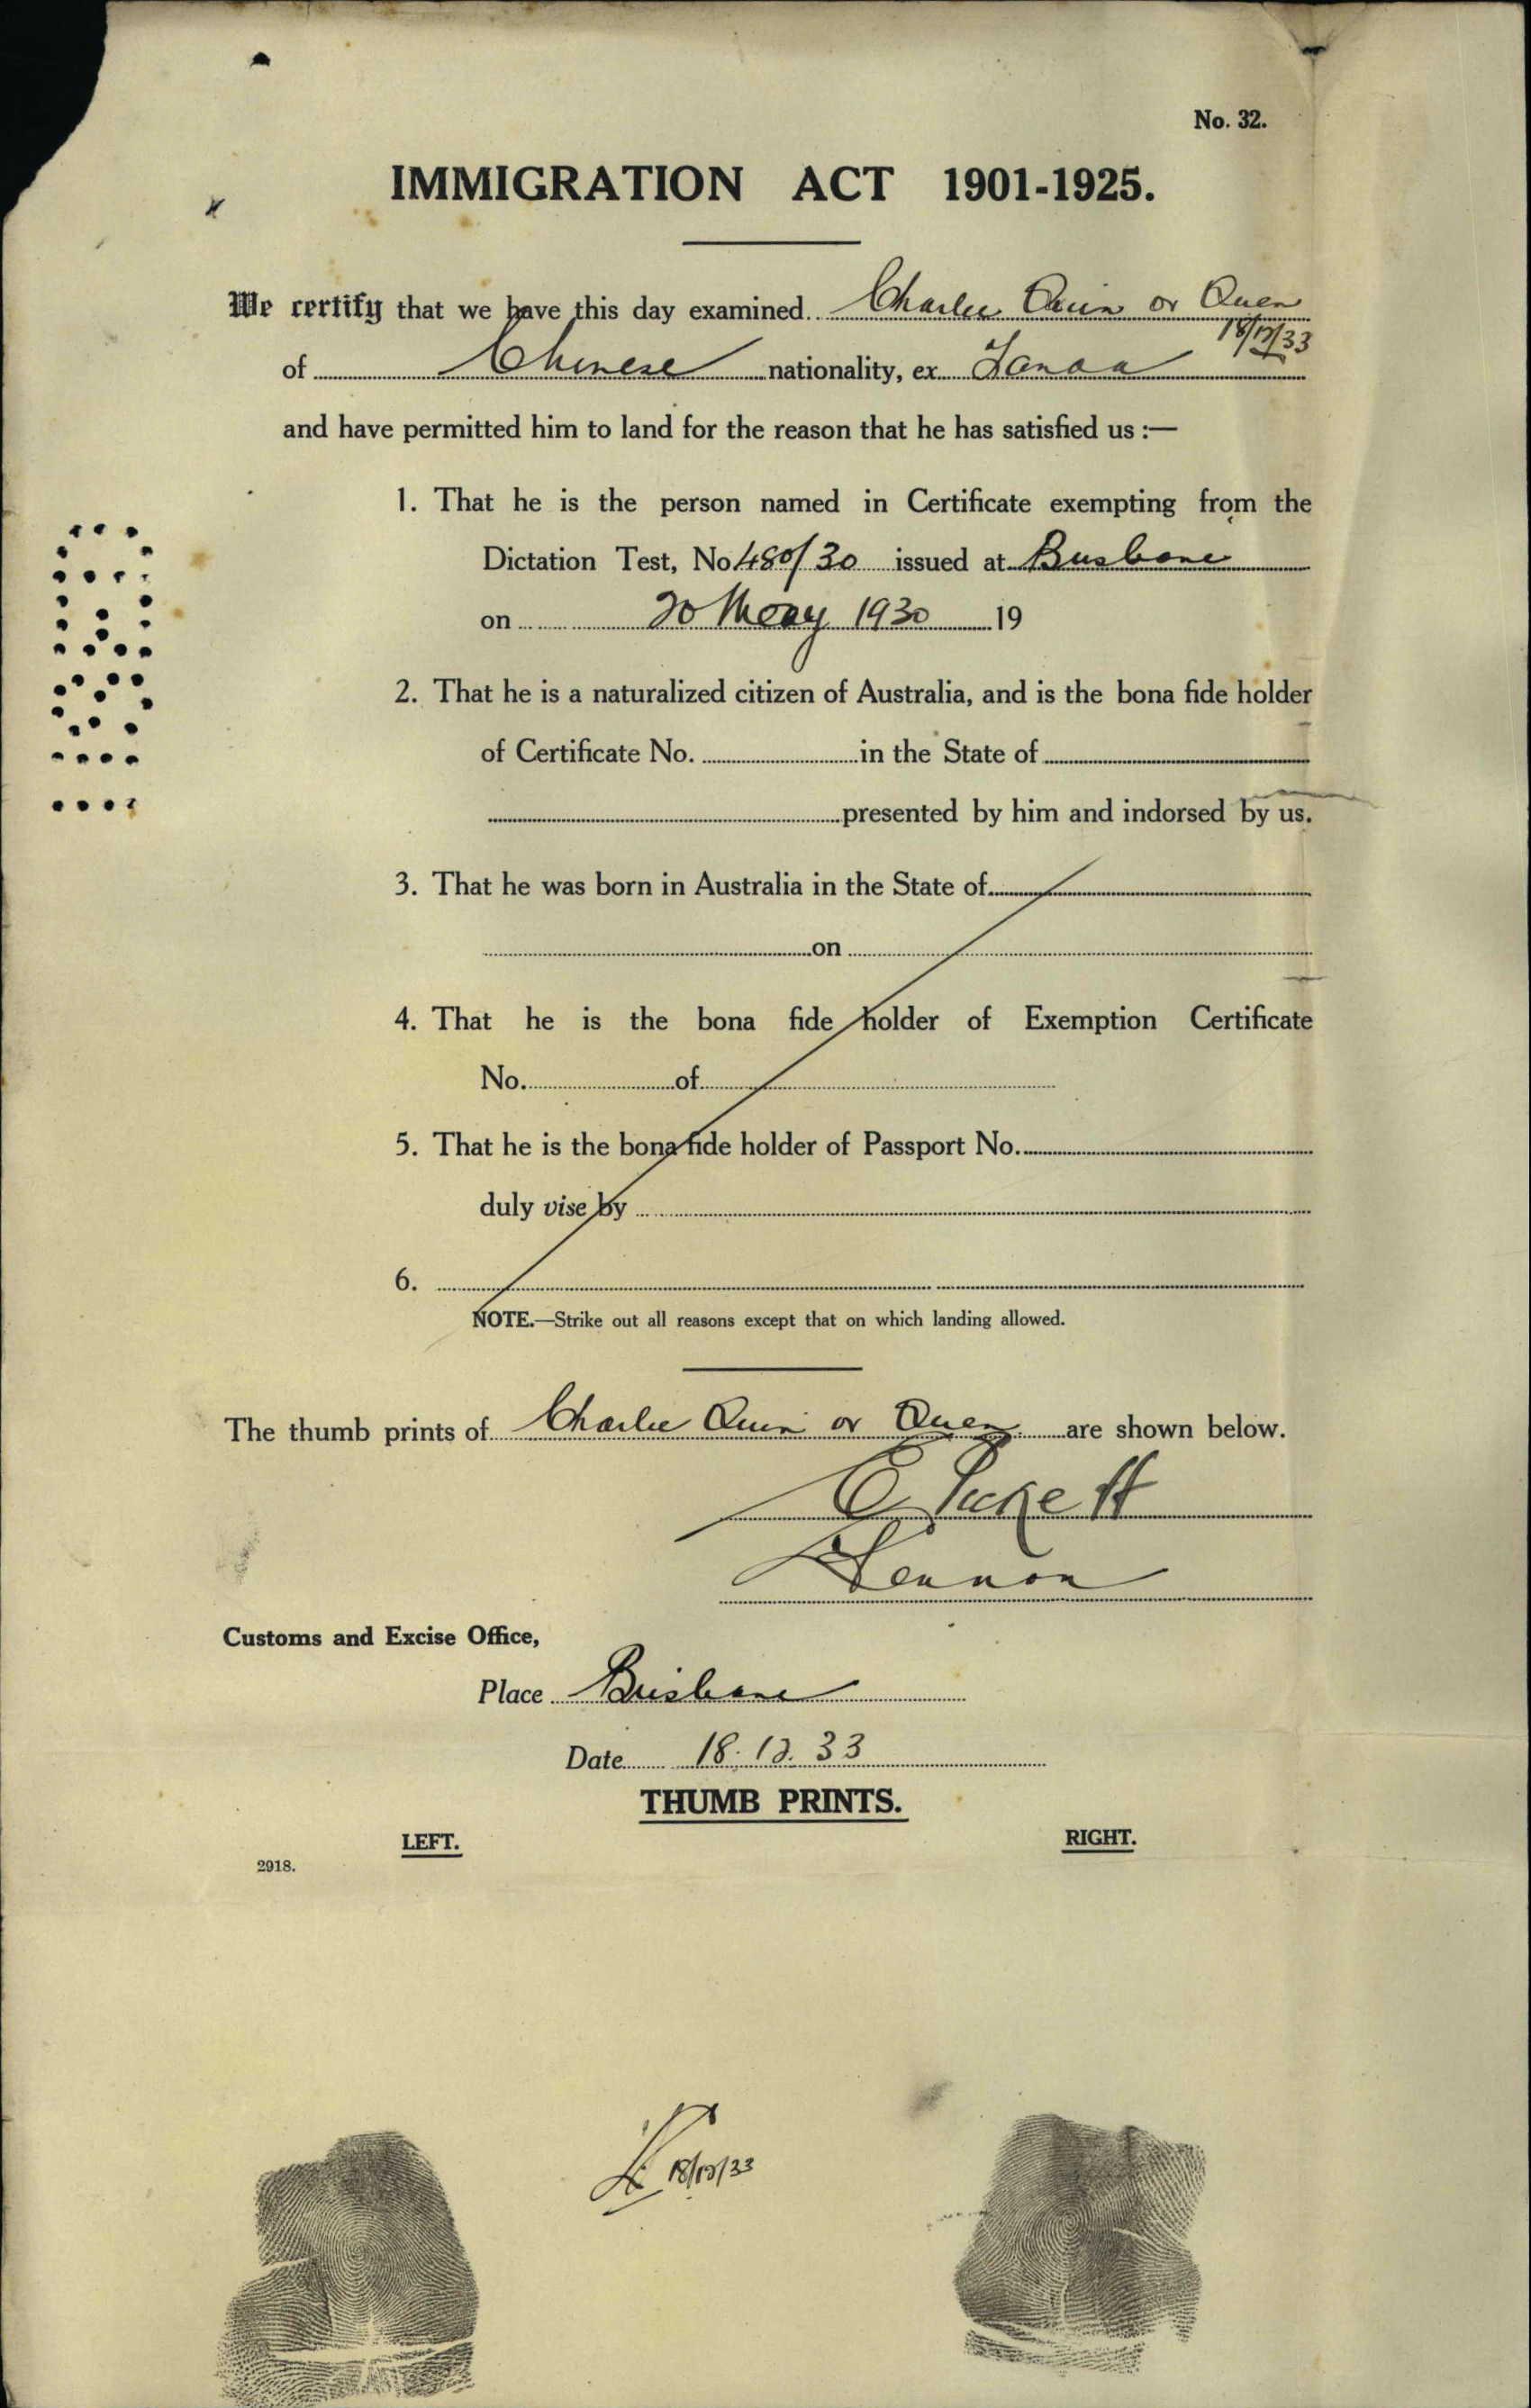 No. 32.
IMMIGRATION ACT 1901-1925.
We certify that we have this day examined Charlie Quin or Quen
18/12/33
of Chinese nationality, ex Tanda
and have permitted him to land for the reason that he has satisfied us :—
1. That he is the person named in Certificate exempting from the
Dictation Test, No 480/30 issued at Brisbane
on 20 May 1930 19
2. That he is a naturalized citizen of Australia, and is the bona fide holder
of Certificate No. in the State of
presented by him and indorsed by us.
3. That he was born in Australia in the State of
on
4. That he is the bona fide holder of Exemption Certificate
No. of
5. That he is the bona fide holder of Passport No.
duly vise by
6.
NOTE.—Strike out all reasons except that on which landing allowed.
The thumb prints of Charlie Quin or Quen are shown below.
Lennon
Customs and Excise Office,
Place Brisbane
Date 18.12.33
THUMB PRINTS.
LEFT. RIGHT.
2918.
18/12/33